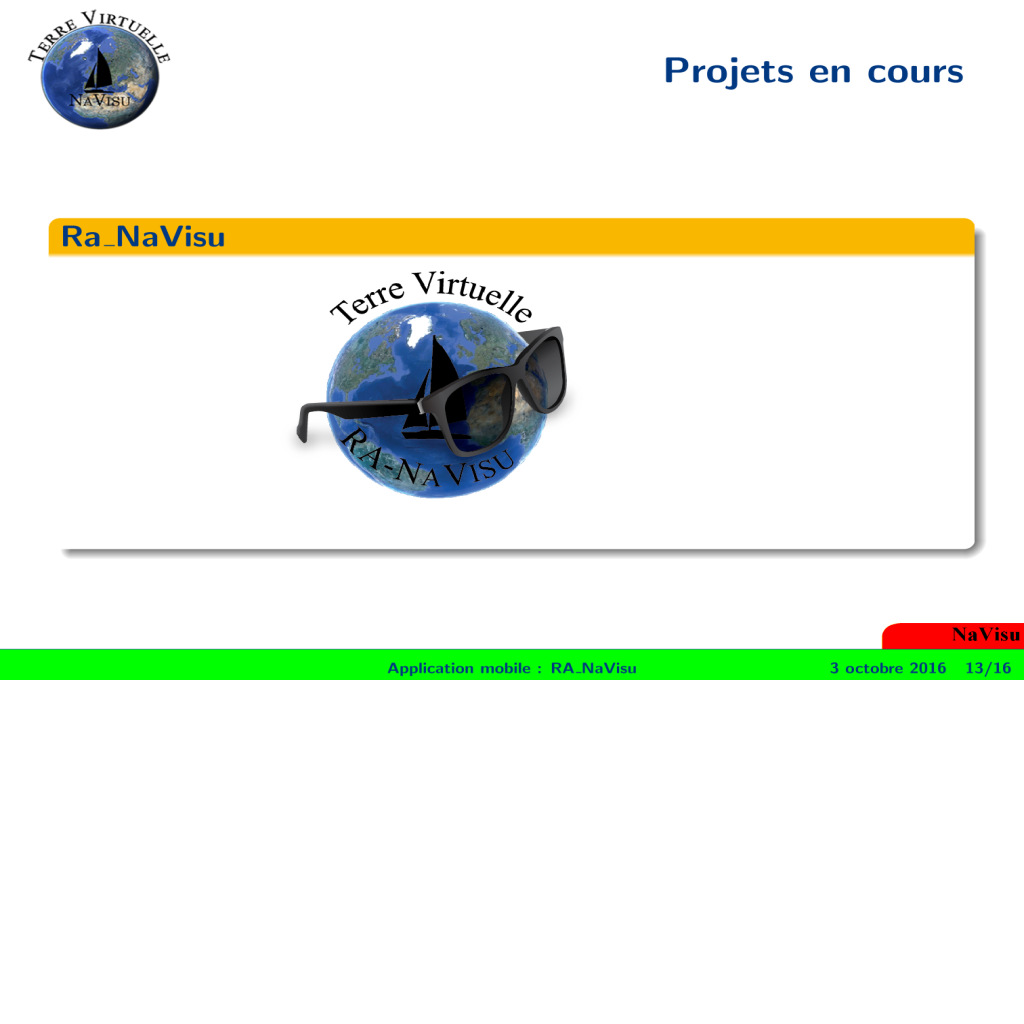 TERRE VIRTUELLE
NAVISU
Projets en cours
Ra_NaVisu
Terre Virtuelle
RA-NAVISU
NaVisu
Application mobile : RA_NaVisu
3 octobre 2016 13/16